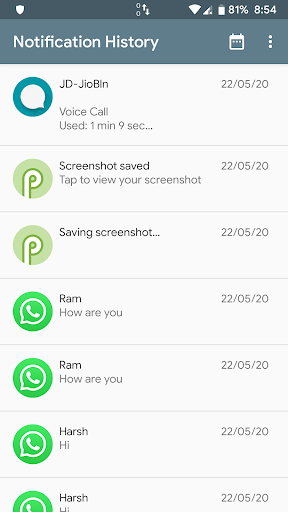 0 81% 8:54
Notification History
JD-JioBln 22/05/20
Voice Call
Used: 1 min 9 sec...
Screenshot saved 22/05/20
Tap to view your screenshot
Saving screenshot... 22/05/20
Ram 22/05/20
How are you
Ram 22/05/20
How are you
Harsh 22/05/20
Hi
Harsh 22/05/20
Hi